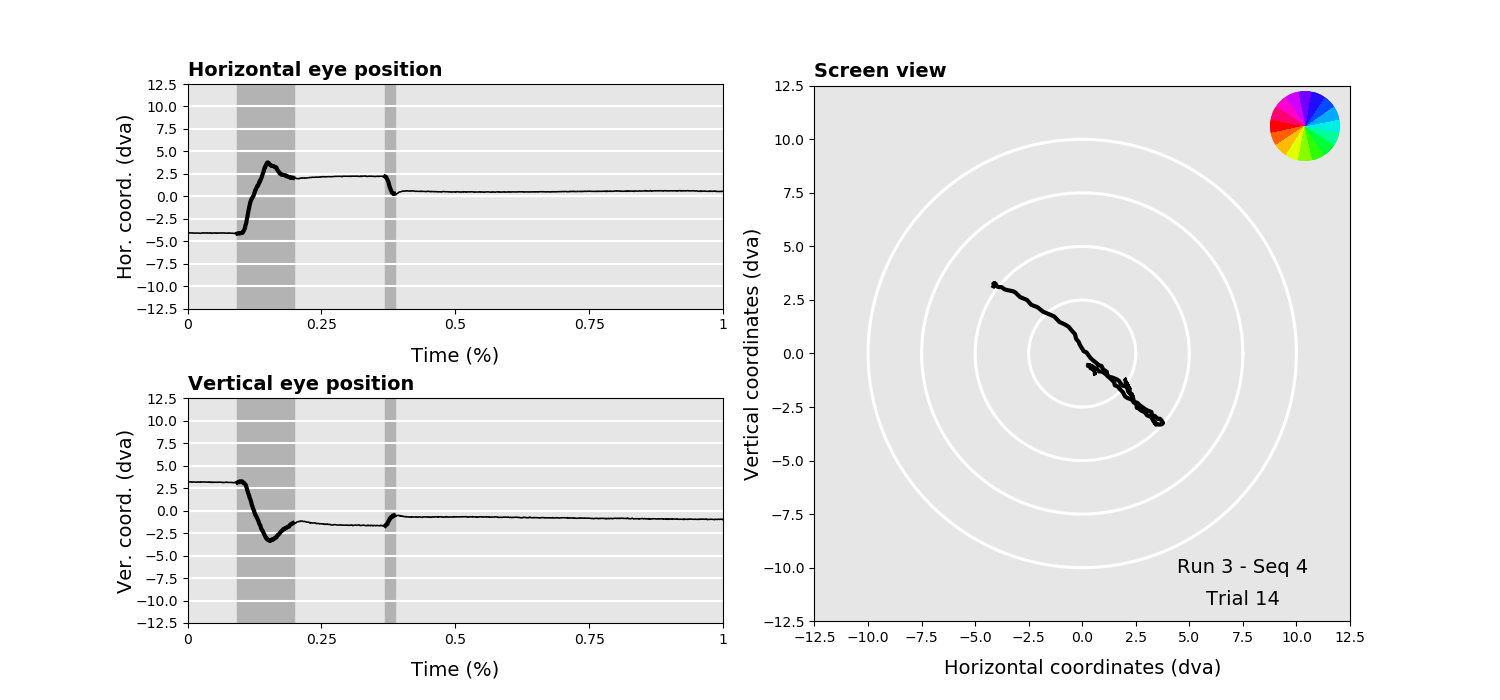 Horizontal eye position
Hor. coord. (dva)
12.5
10.0
7.5
5.0
2.5
0.0
−2.5
−5.0
−7.5
−10.0
−12.5
0 0.25 0.5 0.75 1
Time (%)
Vertical eye position
Ver. coord. (dva)
12.5
10.0
7.5
5.0
2.5
0.0
−2.5
−5.0
−7.5
−10.0
−12.5
0 0.25 0.5 0.75 1
Time (%)
Screen view
Vertical coordinates (dva)
12.5
10.0
7.5
5.0
2.5
0.0
−2.5
−5.0
−7.5
−10.0
−12.5
Run 3 - Seq 4
Trial 14
−12.5 −10.0 −7.5 −5.0 −2.5 0.0 2.5 5.0 7.5 10.0 12.5
Horizontal coordinates (dva)